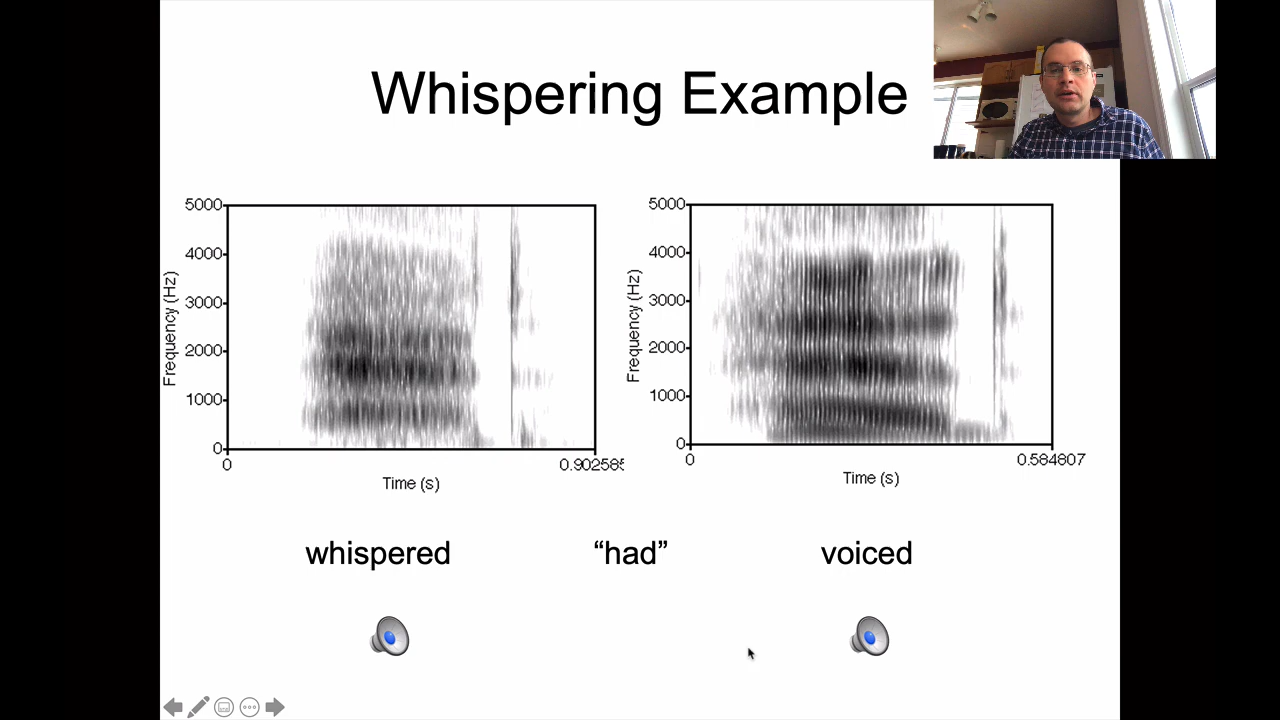 Whispering Example
5000
4000
3000
2000
1000
0
Frequency (Hz)
0
0.902585
Time (s)
5000
4000
3000
2000
1000
0
Frequency (Hz)
0
0.584807
Time (s)
whispered
“had”
voiced